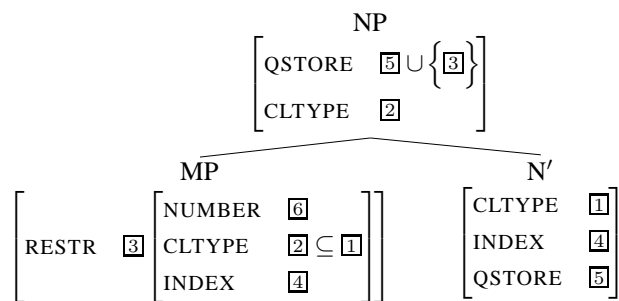 NP
QSTORE 5 ∪ {3}
CLTYPE 2
MP N′
NUMBER 6
RESTR 3 CLTYPE 2 ⊆ 1
INDEX 4
CLTYPE 1
INDEX 4
QSTORE 5